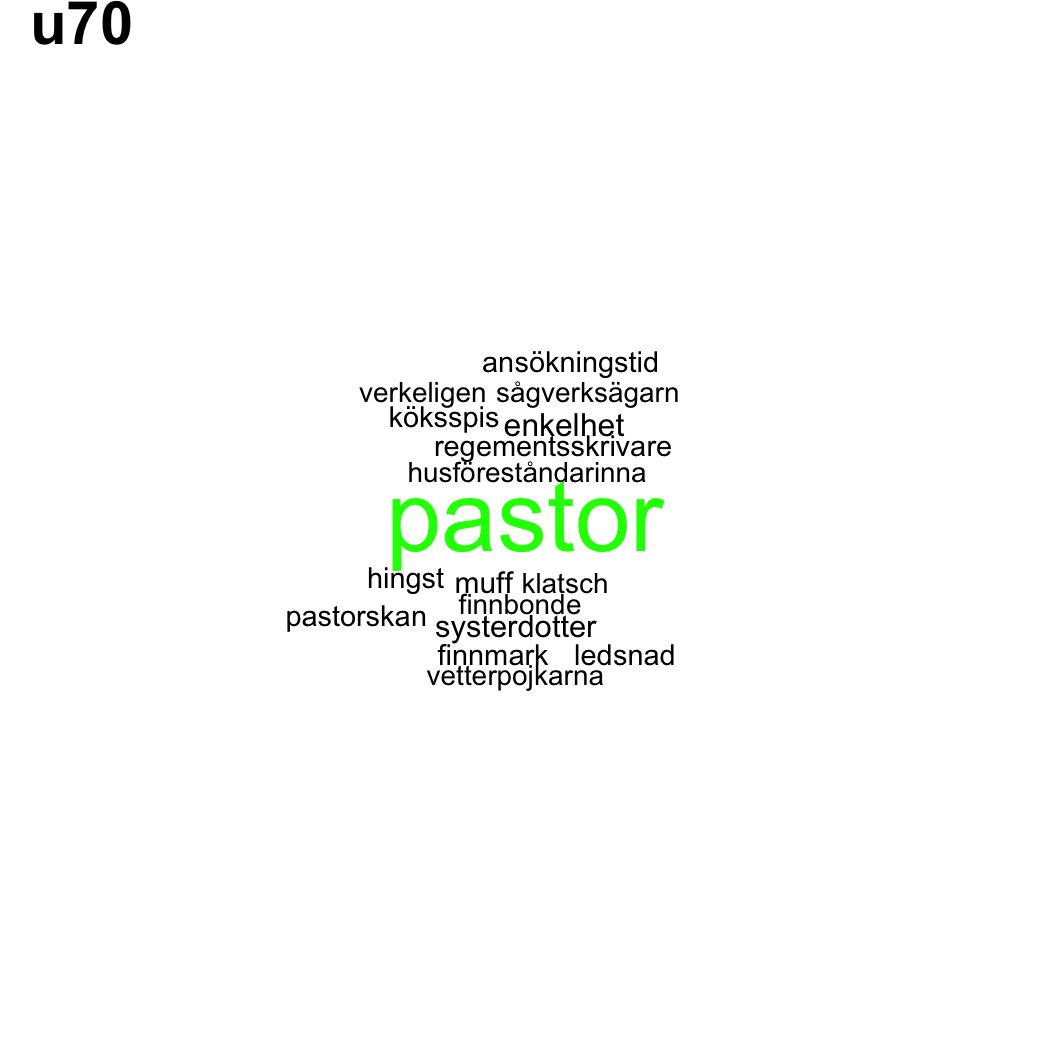 u70
ansökningstid
verkeligen sågverksägarn
köksspis enkelhet
regementsskrivare
husföreståndarinna
pastor
hingst muff klatsch
finnbonde
pastorskan systerdotter
finnmark ledsnad
vetterpojkarna